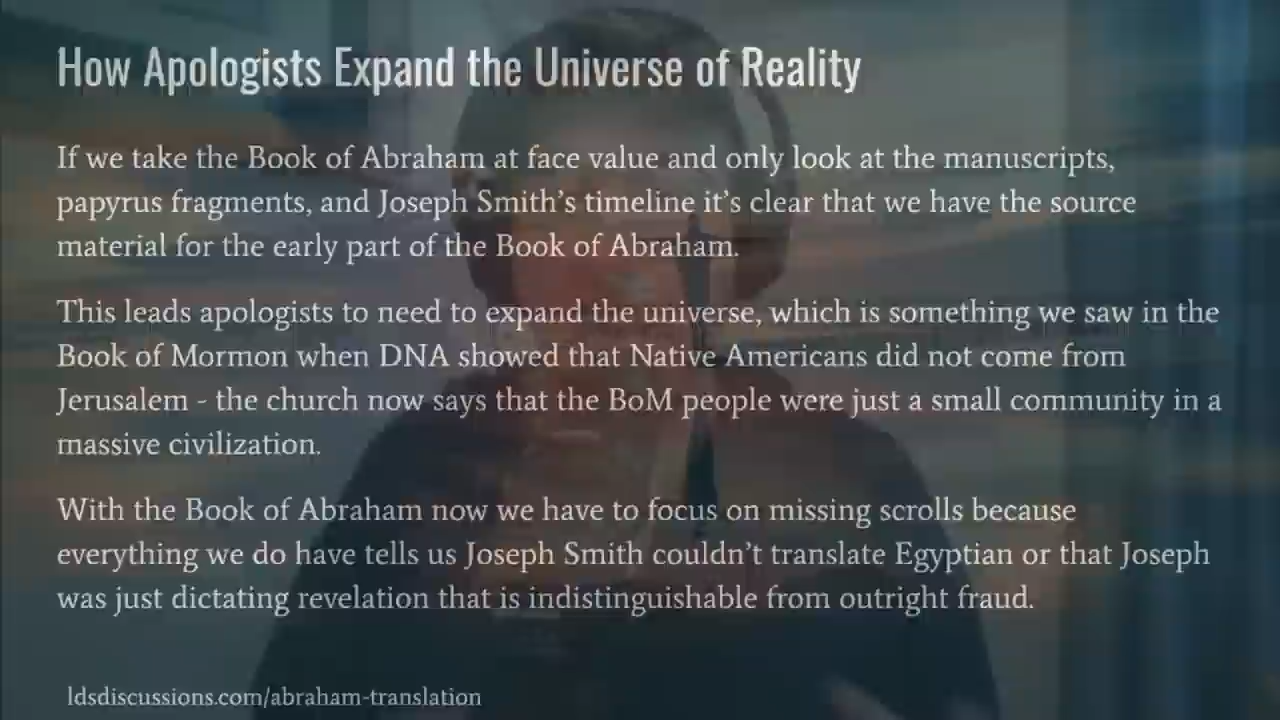 How Apologists Expand the Universe of Reality
If we take the Book of Abraham at face value and only look at the manuscripts,
papyrus fragments, and Joseph Smith’s timeline it’s clear that we have the source
material for the early part of the Book of Abraham.
This leads apologists to need to expand the universe, which is something we saw in the
Book of Mormon when DNA showed that Native Americans did not come from
Jerusalem - the church now says that the BoM people were just a small community in a
massive civilization.
With the Book of Abraham now we have to focus on missing scrolls because
everything we do have tells us Joseph Smith couldn’t translate Egyptian or that Joseph
was just dictating revelation that is indistinguishable from outright fraud.
ldsdiscussions.com/abraham-translation